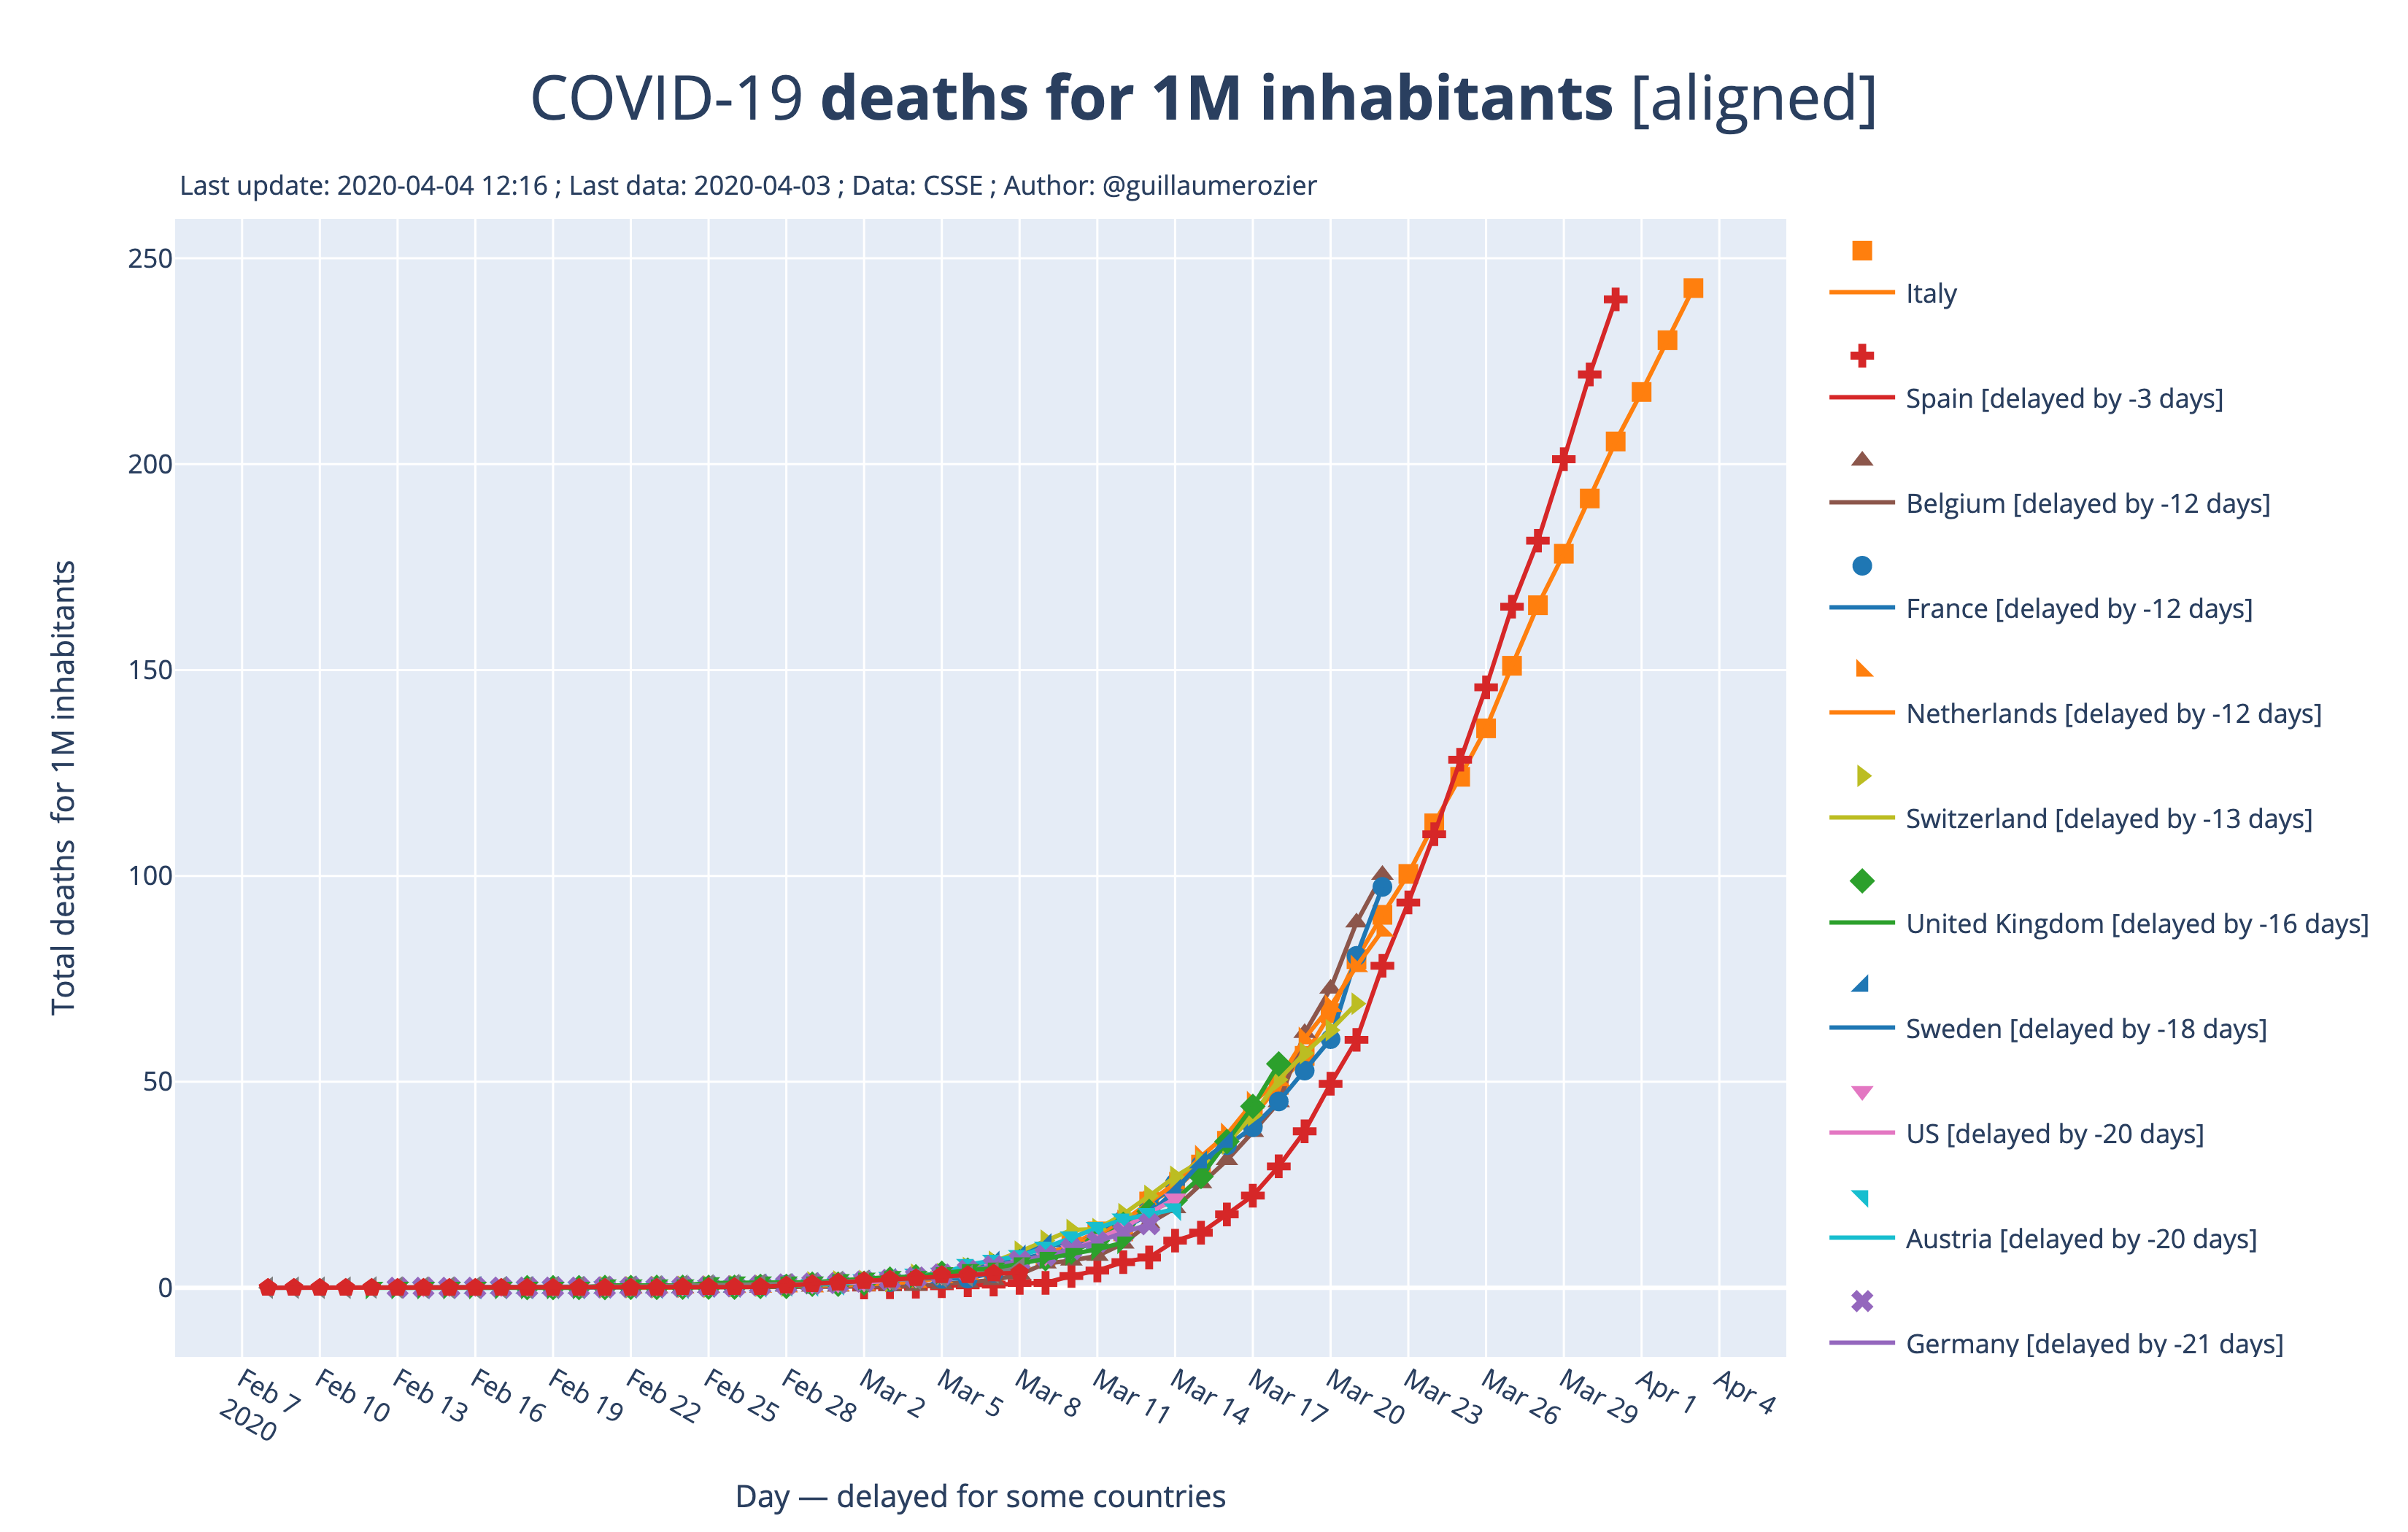 COVID-19 deaths for 1M inhabitants [aligned]
Last update: 2020-04-04 12:16 ; Last data: 2020-04-03 ; Data: CSSE ; Author: @guillaumerozier
Total deaths for 1M inhabitants
250
200
150
100
50
0
Feb 7
2020
Feb 10
Feb 13
Feb 16
Feb 19
Feb 22
Feb 25
Feb 28
Mar 2
Mar 5
Mar 8
Mar 11
Mar 14
Mar 17
Mar 20
Mar 23
Mar 26
Mar 29
Apr 1
Apr 4
Day — delayed for some countries
Italy
Spain [delayed by -3 days]
Belgium [delayed by -12 days]
France [delayed by -12 days]
Netherlands [delayed by -12 days]
Switzerland [delayed by -13 days]
United Kingdom [delayed by -16 days]
Sweden [delayed by -18 days]
US [delayed by -20 days]
Austria [delayed by -20 days]
Germany [delayed by -21 days]